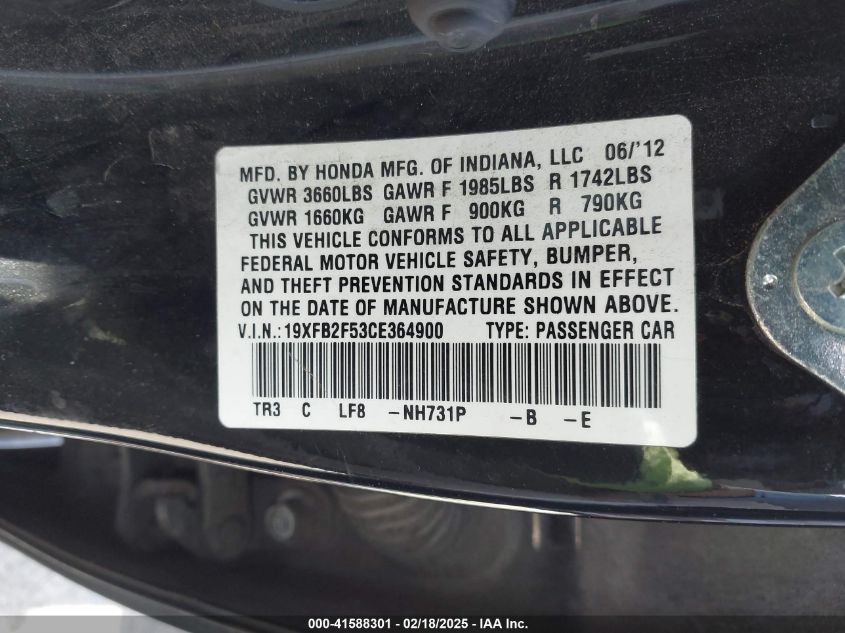 MFD. BY HONDA MFG. OF INDIANA, LLC 06/'12
GVWR 3660LBS GAWR F 1985LBS R 1742LBS
GVWR 1660KG GAWR F 900KG R 790KG
THIS VEHICLE CONFORMS TO ALL APPLICABLE
FEDERAL MOTOR VEHICLE SAFETY, BUMPER,
AND THEFT PREVENTION STANDARDS IN EFFECT
ON THE DATE OF MANUFACTURE SHOWN ABOVE.
V.I.N.: 19XFB2F53CE364900 TYPE: PASSENGER CAR
TR3 C LF8 -NH731P -B -E
000-41588301 / 02/18/2025 - IAA Inc.